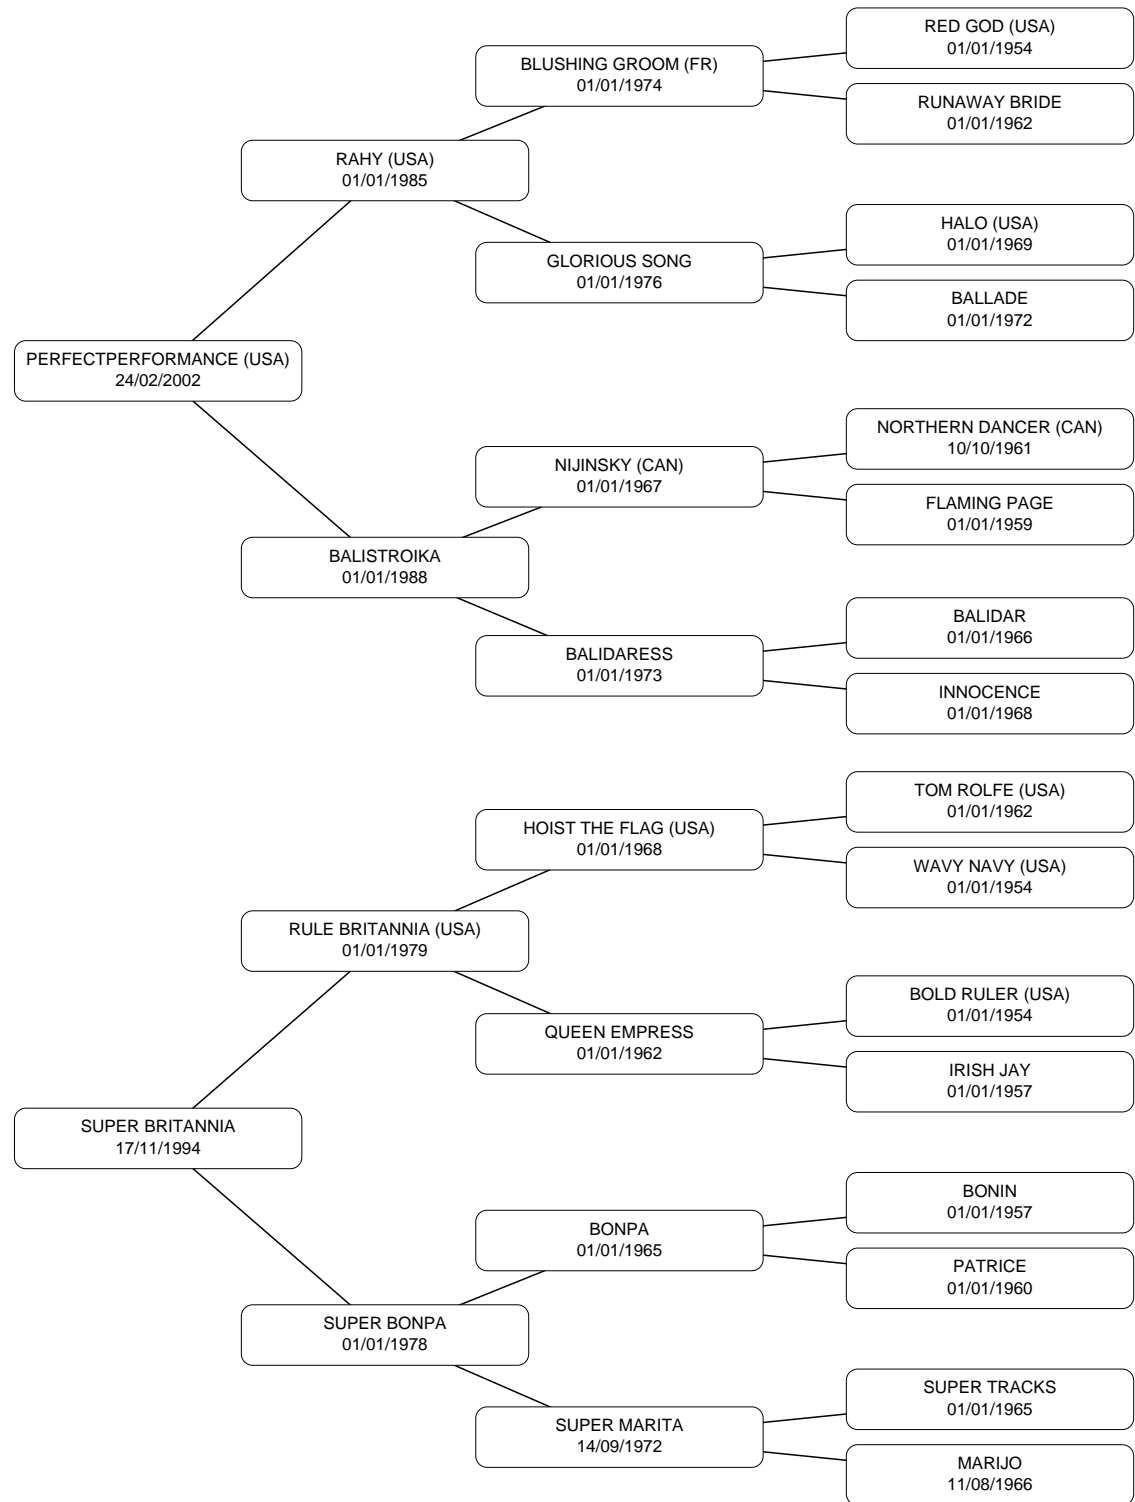 RED GOD (USA)
01/01/1954
BLUSHING GROOM (FR)
01/01/1974
RUNAWAY BRIDE
01/01/1962
RAHY (USA)
01/01/1985
HALO (USA)
01/01/1969
GLORIOUS SONG
01/01/1976
BALLADE
01/01/1972
PERFECTPERFORMANCE (USA)
24/02/2002
NORTHERN DANCER (CAN)
10/10/1961
NIJINSKY (CAN)
01/01/1967
FLAMING PAGE
01/01/1959
BALISTROIKA
01/01/1988
BALIDAR
01/01/1966
BALIDARESS
01/01/1973
INNOCENCE
01/01/1968
TOM ROLFE (USA)
01/01/1962
HOIST THE FLAG (USA)
01/01/1968
WAVY NAVY (USA)
01/01/1954
RULE BRITANNIA (USA)
01/01/1979
BOLD RULER (USA)
01/01/1954
QUEEN EMPRESS
01/01/1962
IRISH JAY
01/01/1957
SUPER BRITANNIA
17/11/1994
BONIN
01/01/1957
BONPA
01/01/1965
PATRICE
01/01/1960
SUPER BONPA
01/01/1978
SUPER TRACKS
01/01/1965
SUPER MARITA
14/09/1972
MARIJO
11/08/1966